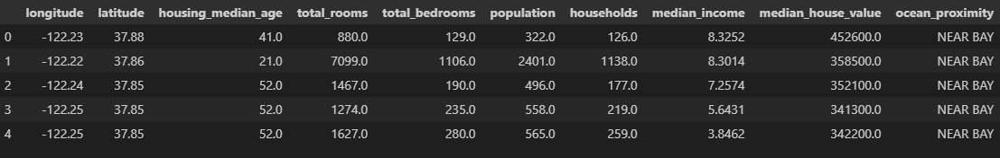 longitude latitude housing_median_age total_rooms total_bedrooms population households median_income median_house_value ocean_proximity
0 -122.23 37.88 41.0 880.0 129.0 322.0 126.0 8.3252 452600.0 NEAR BAY
1 -122.22 37.86 21.0 7099.0 1106.0 2401.0 1138.0 8.3014 358500.0 NEAR BAY
2 -122.24 37.85 52.0 1467.0 190.0 496.0 177.0 7.2574 352100.0 NEAR BAY
3 -122.25 37.85 52.0 1274.0 235.0 558.0 219.0 5.6431 341300.0 NEAR BAY
4 -122.25 37.85 52.0 1627.0 280.0 565.0 259.0 3.8462 342200.0 NEAR BAY